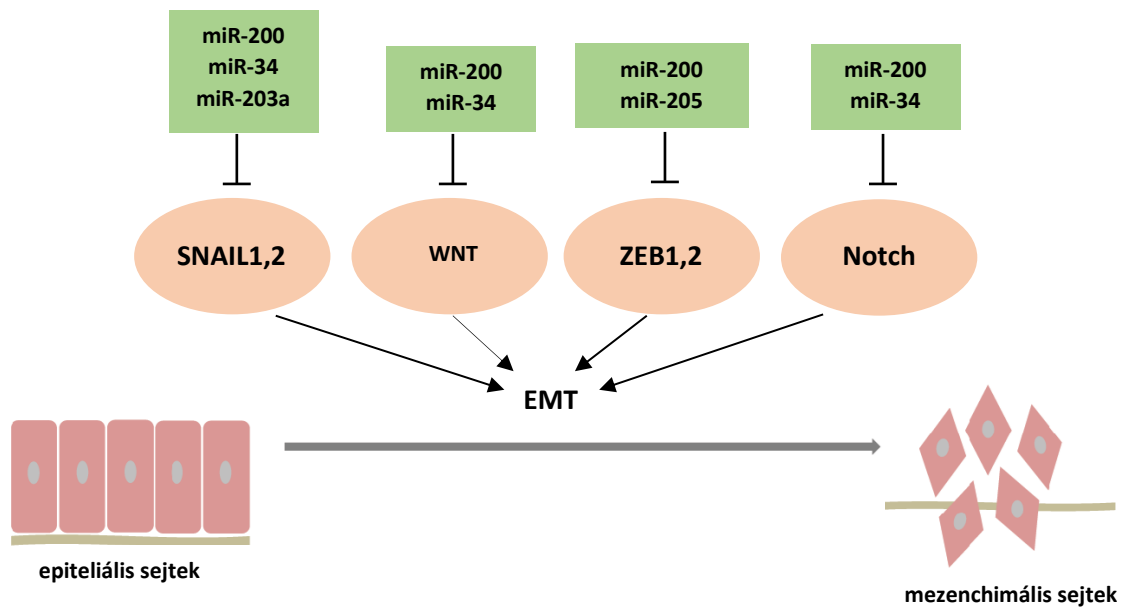 miR-200
miR-34
miR-203a
miR-200
miR-34
miR-200
miR-205
miR-200
miR-34
SNAIL1,2
WNT
ZEB1,2
Notch
EMT
epiteliális sejtek
mezenchimális sejtek